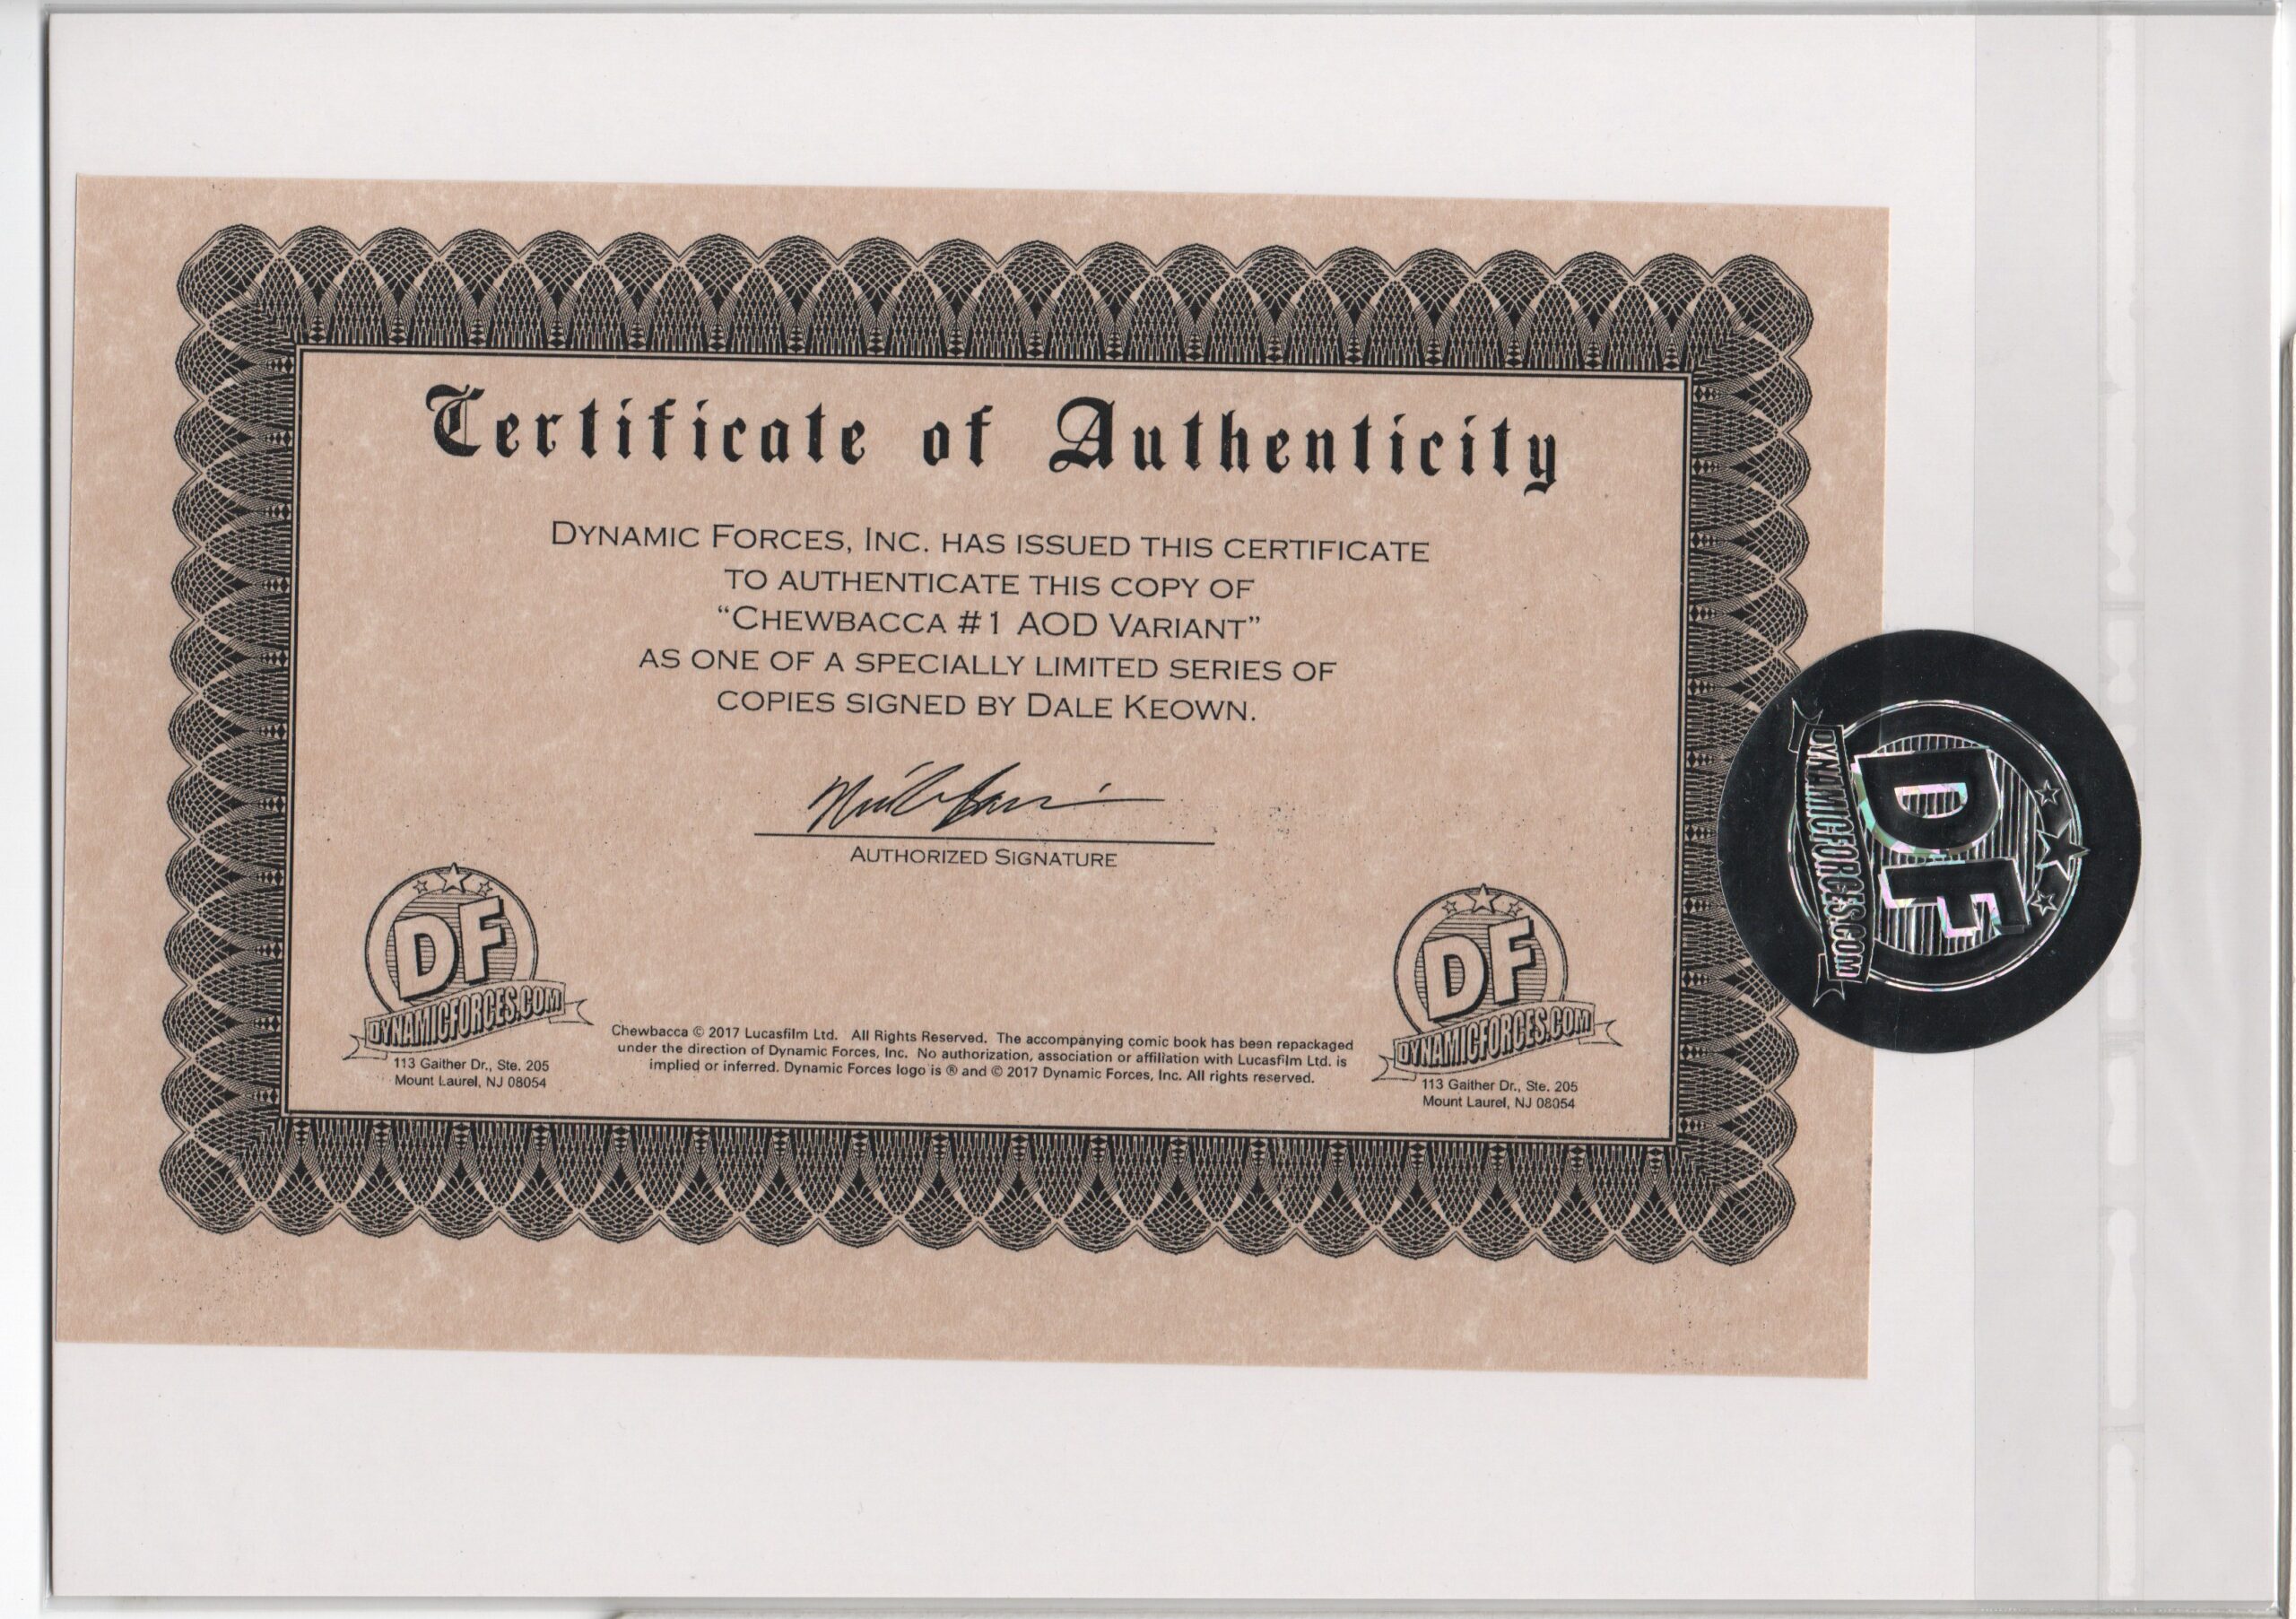 Certificate of Authenticity
DYNAMIC FORCES, INC. HAS ISSUED THIS CERTIFICATE
TO AUTHENTICATE THIS COPY OF
“CHEWBACCA #1 AOD VARIANT”
AS ONE OF A SPECIALLY LIMITED SERIES OF
COPIES SIGNED BY DALE KEOWN.
AUTHORIZED SIGNATURE
DF
DYNAMICFORCES.COM
113 Gaither Dr., Ste. 205
Mount Laurel, NJ 08054
Chewbacca © 2017 Lucasfilm Ltd. All Rights Reserved. The accompanying comic book has been repackaged
under the direction of Dynamic Forces, Inc. No authorization, association or affiliation with Lucasfilm Ltd. is
implied or inferred. Dynamic Forces logo is ® and © 2017 Dynamic Forces, Inc. All rights reserved.
DF
DYNAMICFORCES.COM
113 Gaither Dr., Ste. 205
Mount Laurel, NJ 08054
DF
DYNAMICFORCES.COM